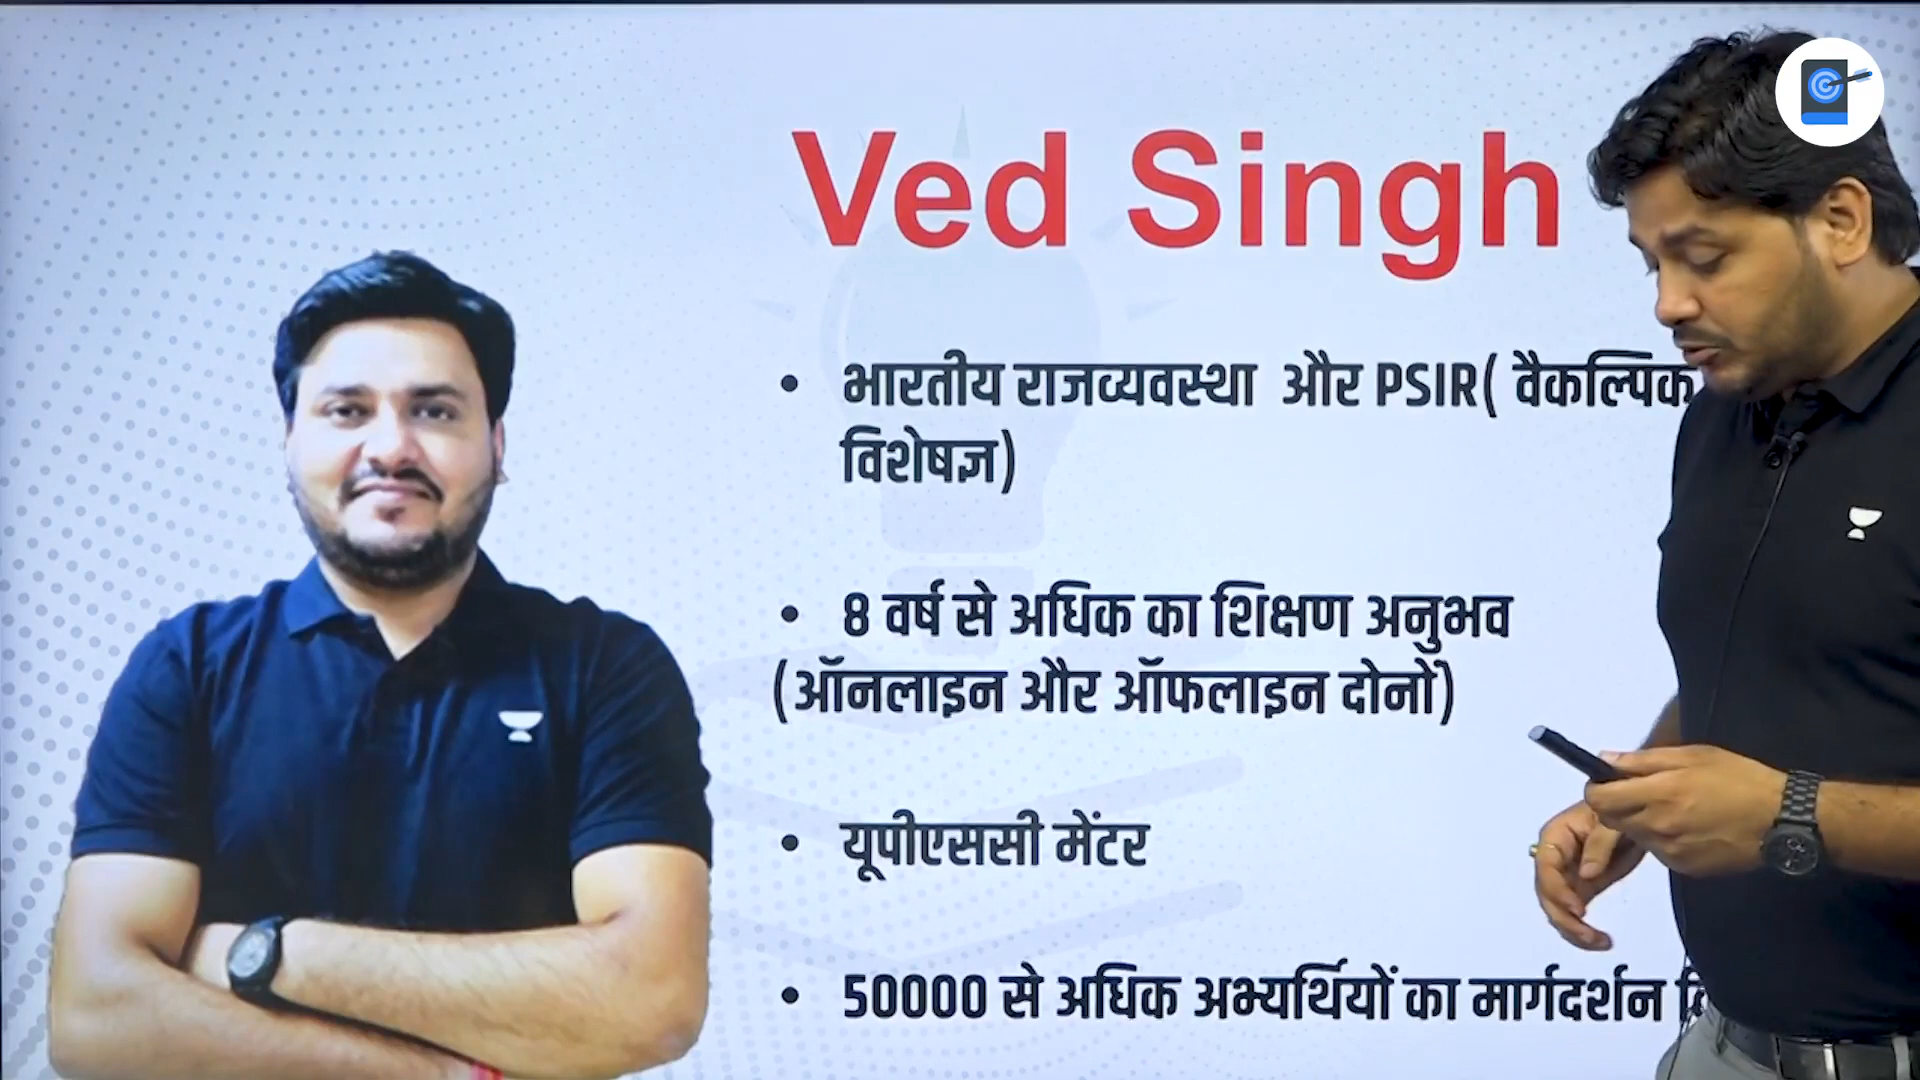 Ved Singh
• भारतीय राजव्यवस्था और PSIR( वैकल्पिक
विशेषज्ञ)
• 8 वर्ष से अधिक का शिक्षण अनुभव
(ऑनलाइन और ऑफलाइन दोनों)
• यूपीएससी मेंटर
• 50000 से अधिक अभ्यर्थियों का मार्गदर्शन